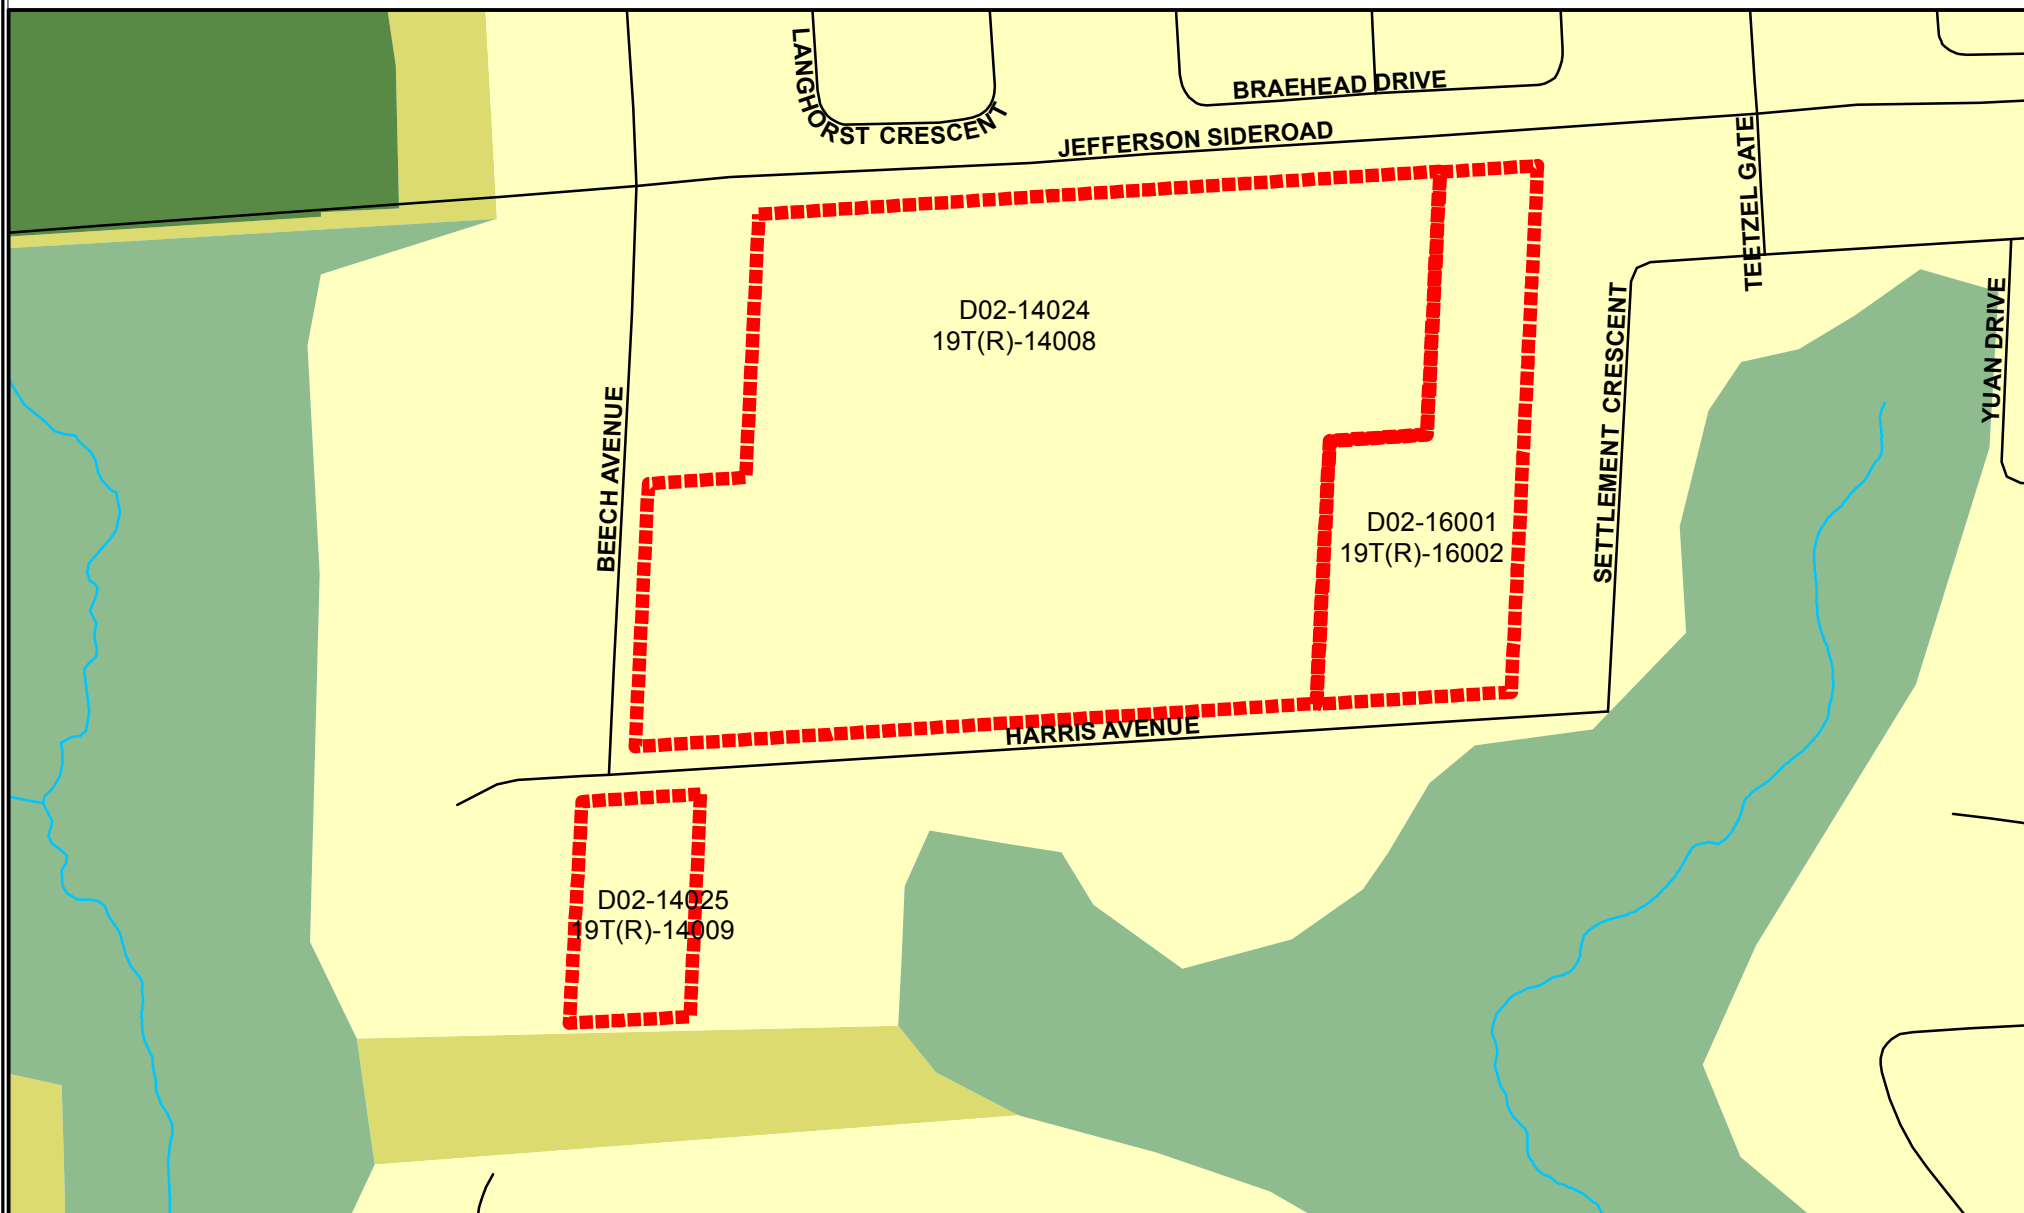 LANGHORST CRESCENT
BRAEHEAD DRIVE
JEFFERSON SIDEROAD
TEETZEL GATE
D02-14024
19T(R)-14008
YUAN DRIVE
SETTLEMENT CRESCENT
BEECH AVENUE
D02-16001
19T(R)-16002
HARRIS AVENUE
D02-14025
19T(R)-14009